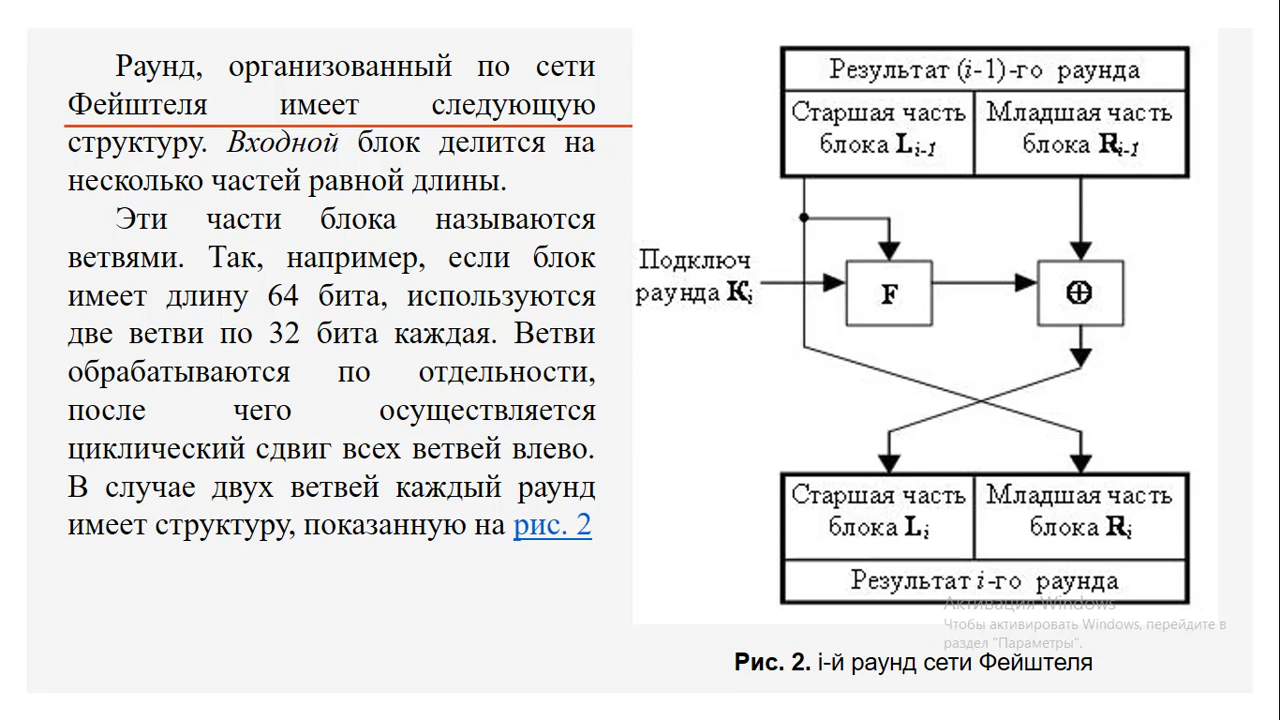 Раунд, организованный по сети
Фейштеля имеет следующую
структуру. Входной блок делится на
несколько частей равной длины.
Эти части блока называются
ветвями. Так, например, если блок
имеет длину 64 бита, используются
две ветви по 32 бита каждая. Ветви
обрабатываются по отдельности,
после чего осуществляется
циклический сдвиг всех ветвей влево.
В случае двух ветвей каждый раунд
имеет структуру, показанную на рис. 2
Результат (i-1)-го раунда
Старшая часть
блока Li-1
Младшая часть
блока Ri-1
Подключ
раунда Кi
F
⊕
Старшая часть
блока Li
Младшая часть
блока Ri
Результат i-го раунда
Активация Windows
Чтобы активировать Windows, перейдите в
раздел "Параметры".
Рис. 2. i-й раунд сети Фейштеля